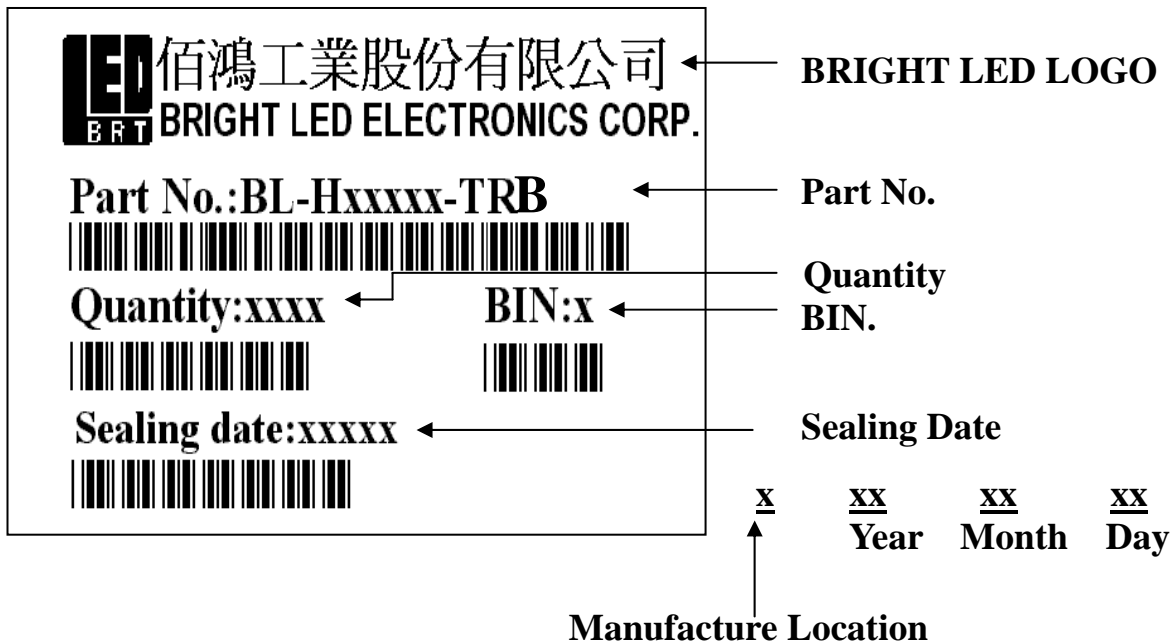 LED
BRT
佰鴻工業股份有限公司
BRIGHT LED ELECTRONICS CORP.
BRIGHT LED LOGO
Part No.:BL-Hxxxxx-TRB
Part No.
Quantity:xxxx
BIN:x
Quantity
BIN.
Sealing date:xxxxx
Sealing Date
x xx xx xx
Year Month Day
Manufacture Location